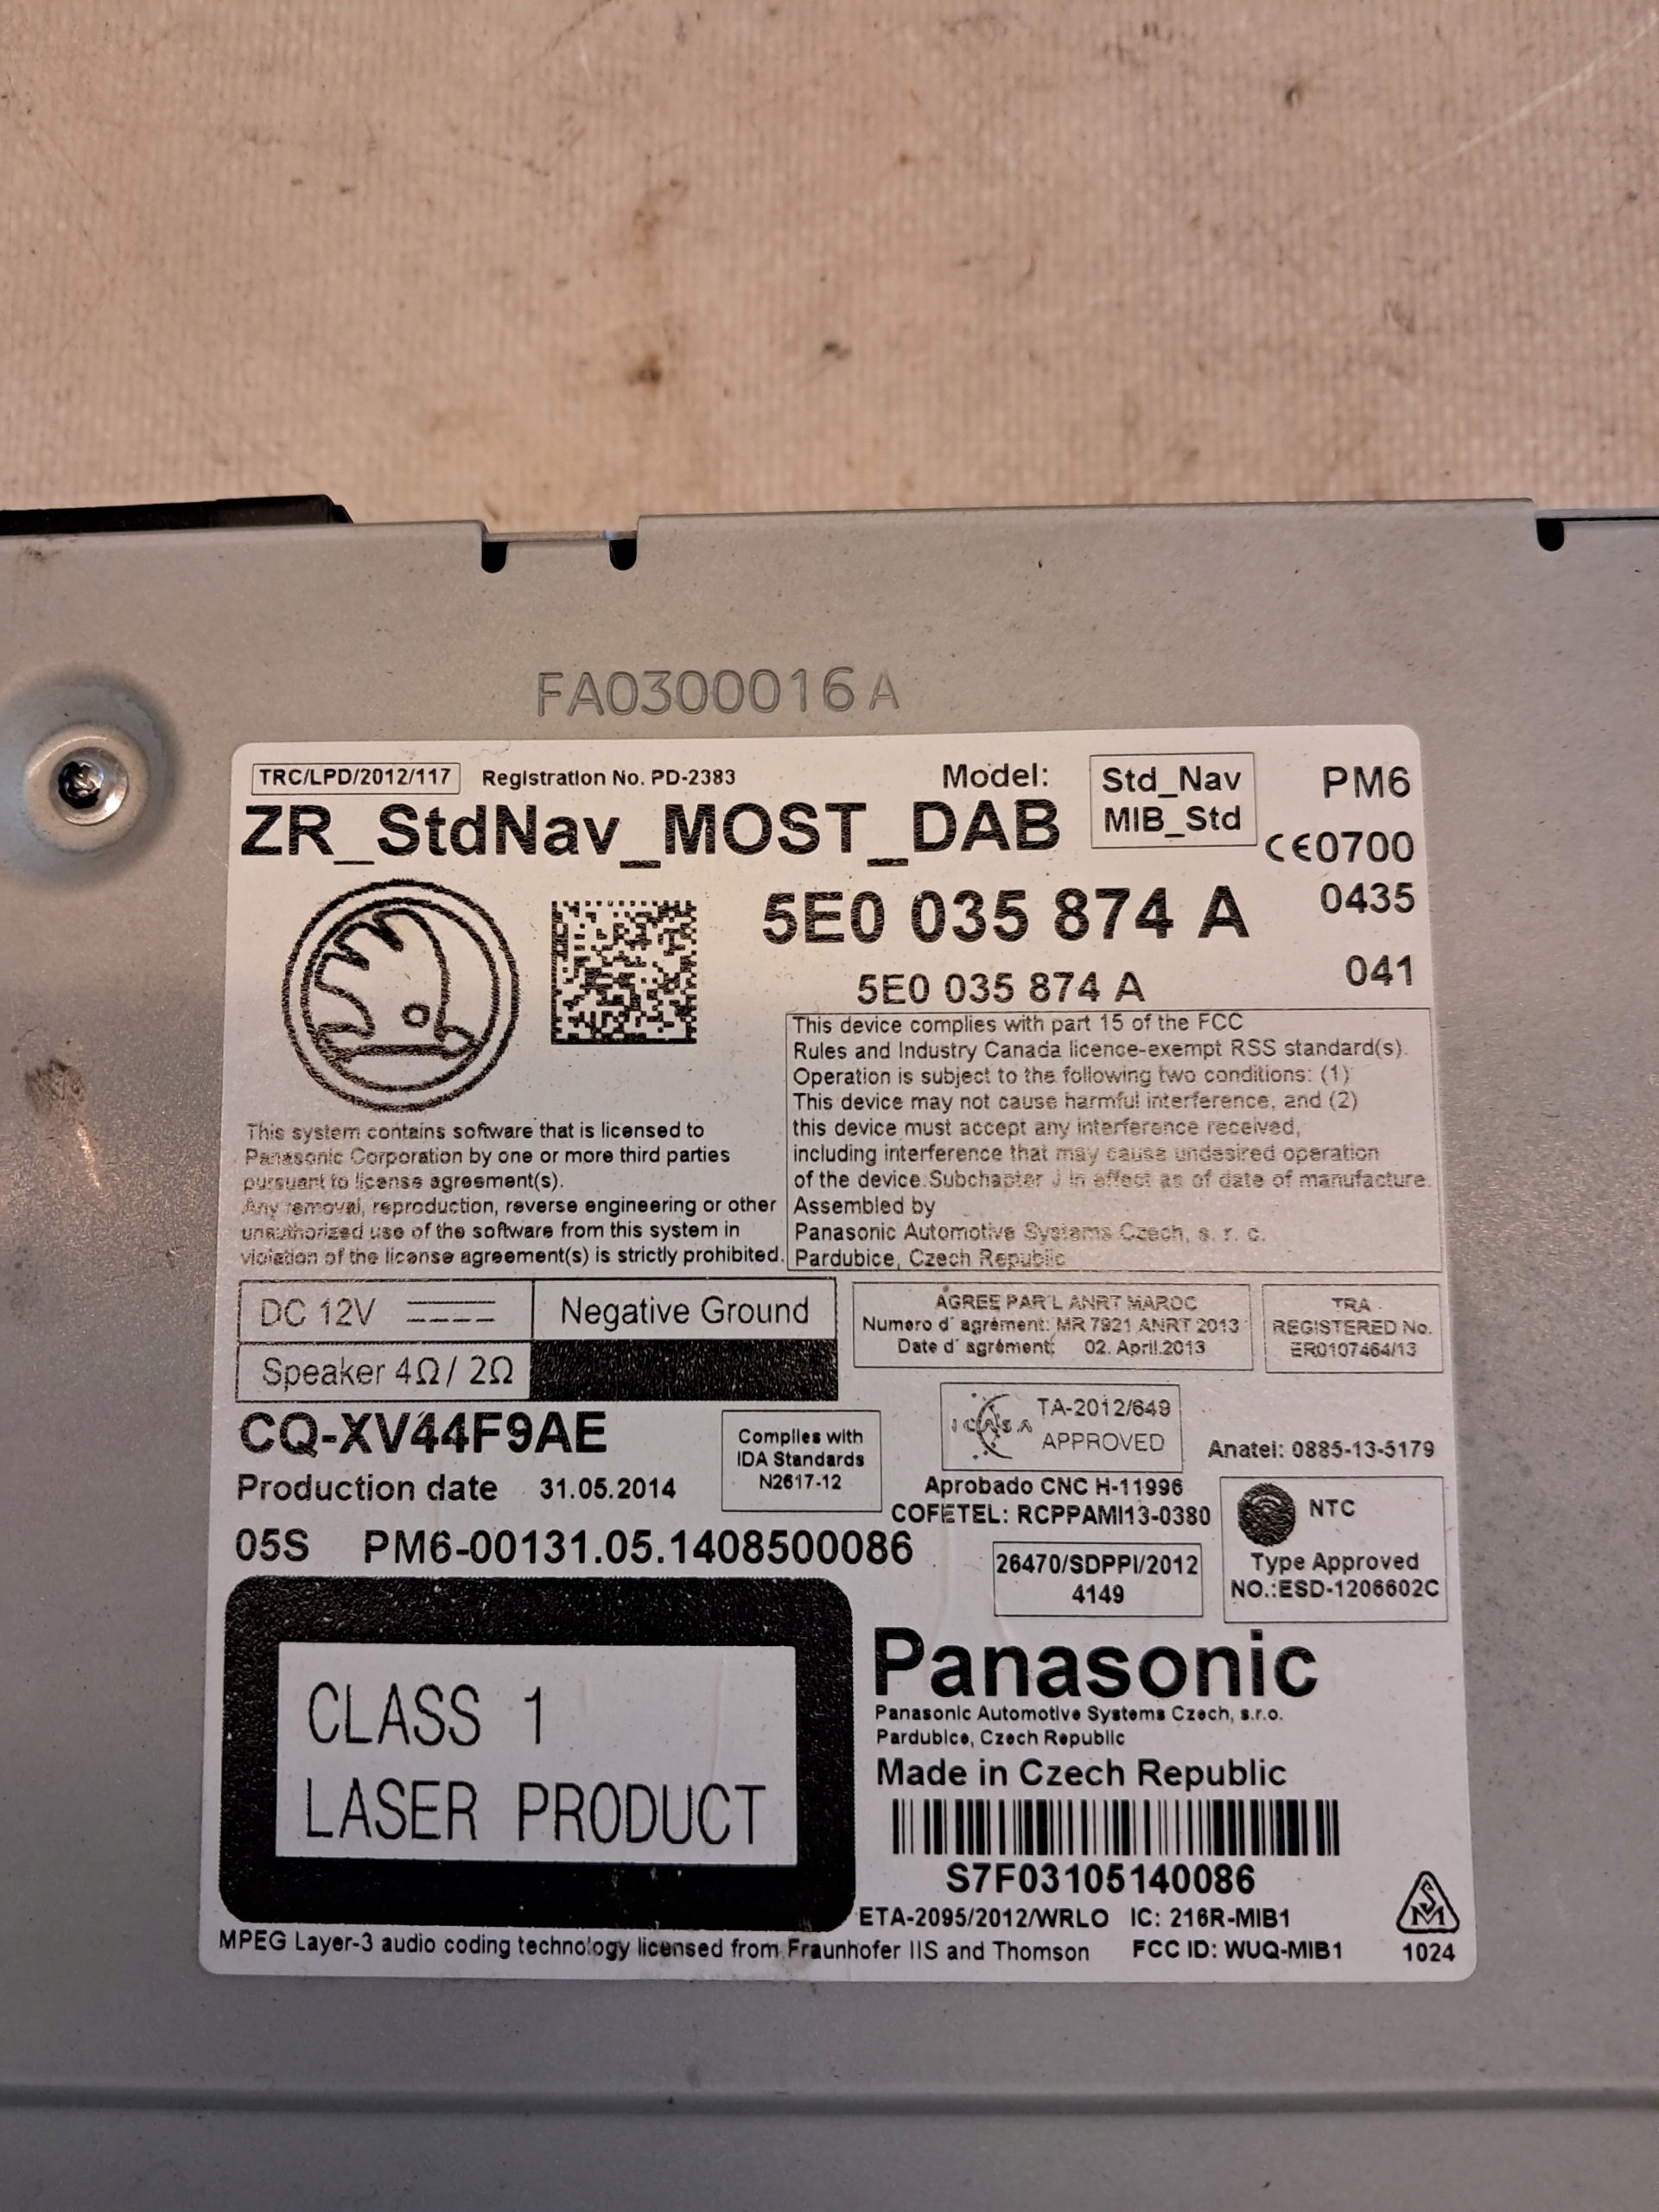 FA0300016A
TRC/LPD/2012/117 Registration No. PD-2383
Model: Std_Nav MIB_Std PM6
ZR_StdNav_MOST_DAB
CE0700
5E0 035 874 A 0435
5E0 035 874 A 041
This device complies with part 15 of the FCC
Rules and Industry Canada licence-exempt RSS standard(s).
Operation is subject to the following two conditions: (1)
This device may not cause harmful interference, and (2)
this device must accept any interference received,
including interference that may cause undesired operation
of the device.Subchapter J in effect as of date of manufacture.
Assembled by
Panasonic Automotive Systems Czech, s. r. c.
Pardubice, Czech Republic
This system contains software that is licensed to
Panasonic Corporation by one or more third parties
pursuant to license agreement(s).
Any removal, reproduction, reverse engineering or other
unauthorized use of the software from this system in
violation of the license agreement(s) is strictly prohibited.
DC 12V Negative Ground
Speaker 4Ω/ 2Ω
AGREE PAR'L ANRT MAROC
Numero d' agrément: MR 7921 ANRT 2013
Date d' agrément: 02. April.2013
TRA
REGISTERED No.
ER0107464/13
CQ-XV44F9AE
Complies with
IDA Standards
N2617-12
ICASA TA-2012/649
APPROVED
Anatel: 0885-13-5179
Production date 31.05.2014
Aprobado CNC H-11996
COFETEL: RCPPAMI13-0380
NTC
Type Approved
NO.:ESD-1206602C
05S PM6-00131.05.1408500086
26470/SDPPI/2012
4149
CLASS 1
LASER PRODUCT
Panasonic
Panasonic Automotive Systems Czech, s.r.o.
Pardubice, Czech Republic
Made in Czech Republic
S7F03105140086
ETA-2095/2012/WRLO IC: 216R-MIB1
MPEG Layer-3 audio coding technology licensed from Fraunhofer IIS and Thomson FCC ID: WUQ-MIB1
SM
1024